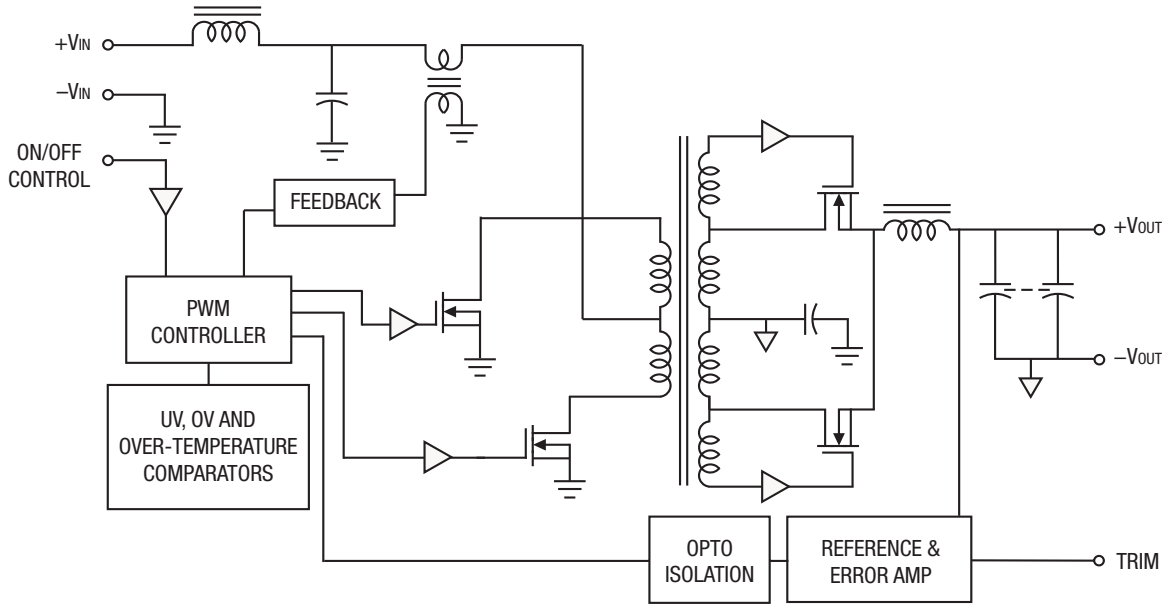 +VIN
−VIN
ON/OFF
CONTROL
FEEDBACK
PWM
CONTROLLER
UV, OV AND
OVER-TEMPERATURE
COMPARATORS
+VOUT
−VOUT
OPTO
ISOLATION
REFERENCE &
ERROR AMP
TRIM